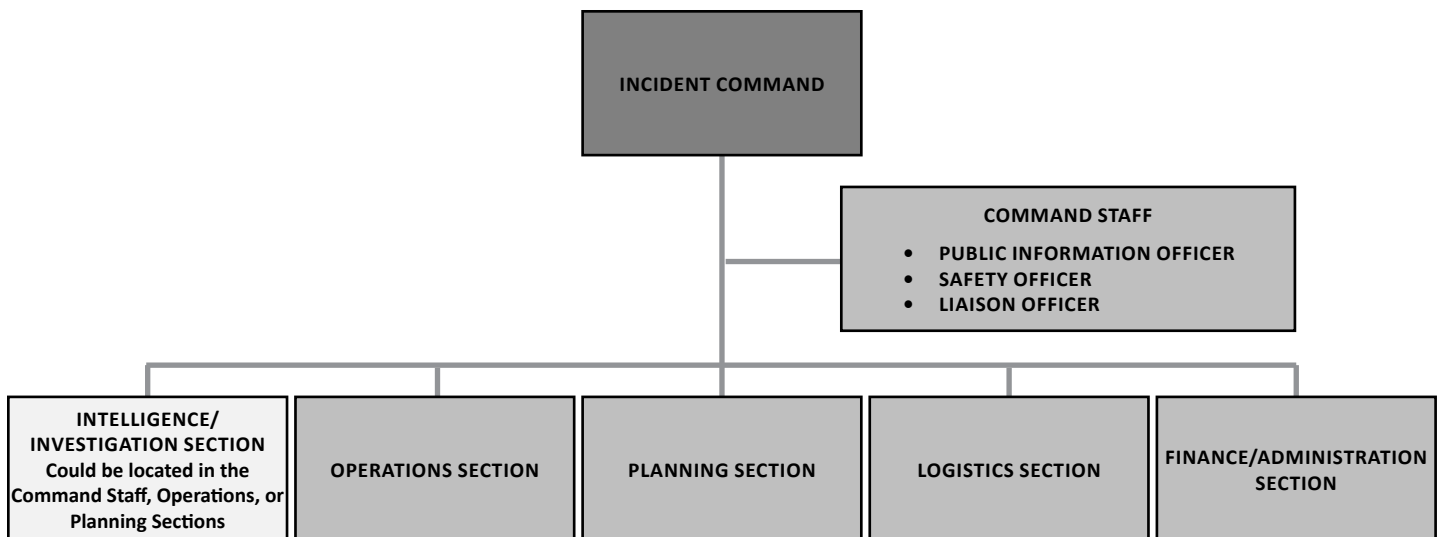 INCIDENT COMMAND
COMMAND STAFF
• PUBLIC INFORMATION OFFICER
• SAFETY OFFICER
• LIAISON OFFICER
INTELLIGENCE/
INVESTIGATION SECTION
Could be located in the
Command Staff, Operations, or
Planning Sections
OPERATIONS SECTION
PLANNING SECTION
LOGISTICS SECTION
FINANCE/ADMINISTRATION
SECTION